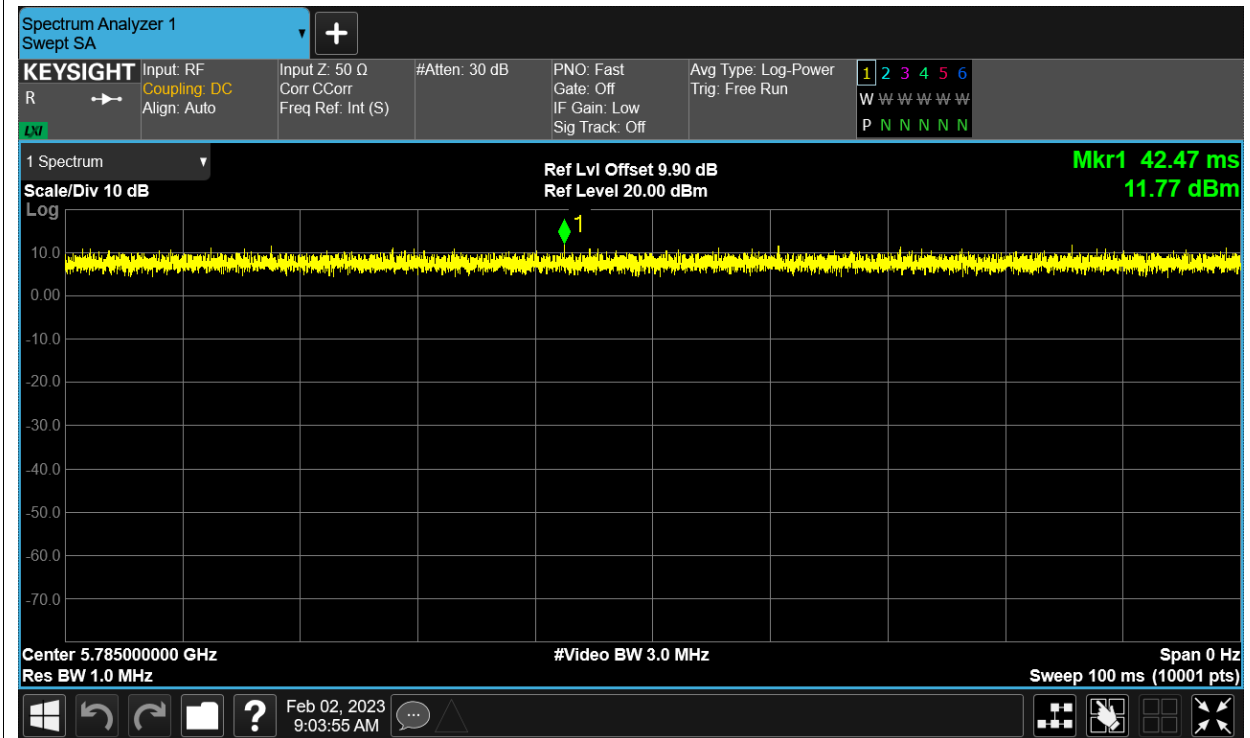 Spectrum Analyzer 1
Swept SA
KEYSIGHT
R
LXI
Input: RF
Coupling: DC
Align: Auto
Input Z: 50 Ω
Corr CCorr
Freq Ref: Int (S)
#Atten: 30 dB
PNO: Fast
Gate: Off
IF Gain: Low
Sig Track: Off
Avg Type: Log-Power
Trig: Free Run
1 2 3 4 5 6
W W W W W W
P N N N N N
1 Spectrum
Scale/Div 10 dB
Ref Lvl Offset 9.90 dB
Ref Level 20.00 dBm
Mkr1 42.47 ms
11.77 dBm
Log
1
10.0
0.00
-10.0
-20.0
-30.0
-40.0
-50.0
-60.0
-70.0
Center 5.785000000 GHz
Res BW 1.0 MHz
#Video BW 3.0 MHz
Span 0 Hz
Sweep 100 ms (10001 pts)
?
Feb 02, 2023
9:03:55 AM